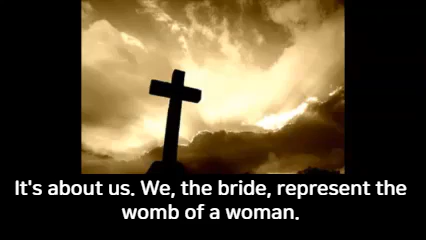 It's about us. We, the bride, represent the
womb of a woman.